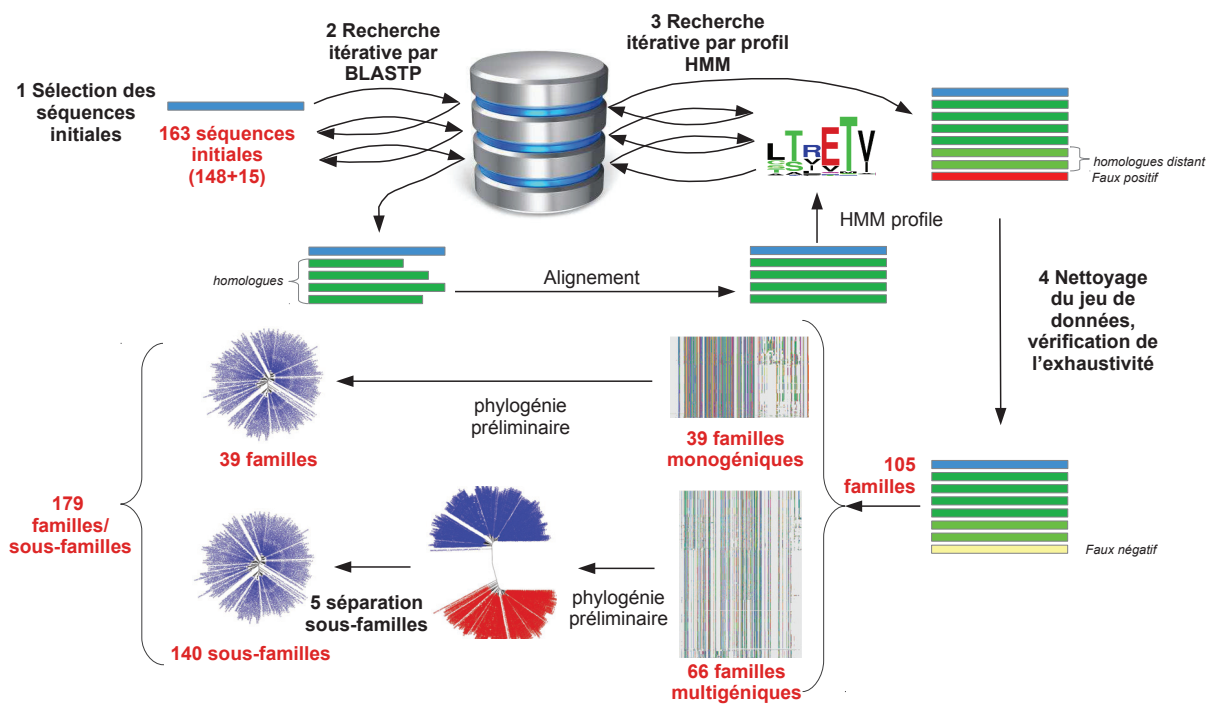 1 Sélection des
séquences
initiales
163 séquences
initiales
(148+15)
2 Recherche
itérative par
BLASTP
3 Recherche
itérative par profil
HMM
LTRETV
homologues distant
Faux positif
HMM profile
homologues
Alignement
4 Nettoyage
du jeu de
données,
vérification de
l'exhaustivité
phylogénie
préliminaire
39 familles
39 familles
monogéniques
105
familles
179
familles/
sous-familles
Faux négatif
5 séparation
sous-familles
phylogénie
préliminaire
140 sous-familles
66 familles
multigéniques